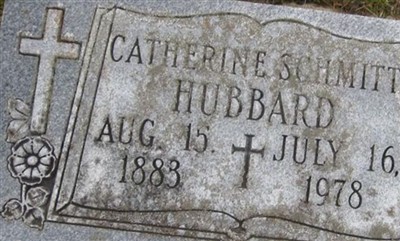 CATHERINE SCHMITT
HUBBARD
AUG. 15. JULY 16,
1883 1978